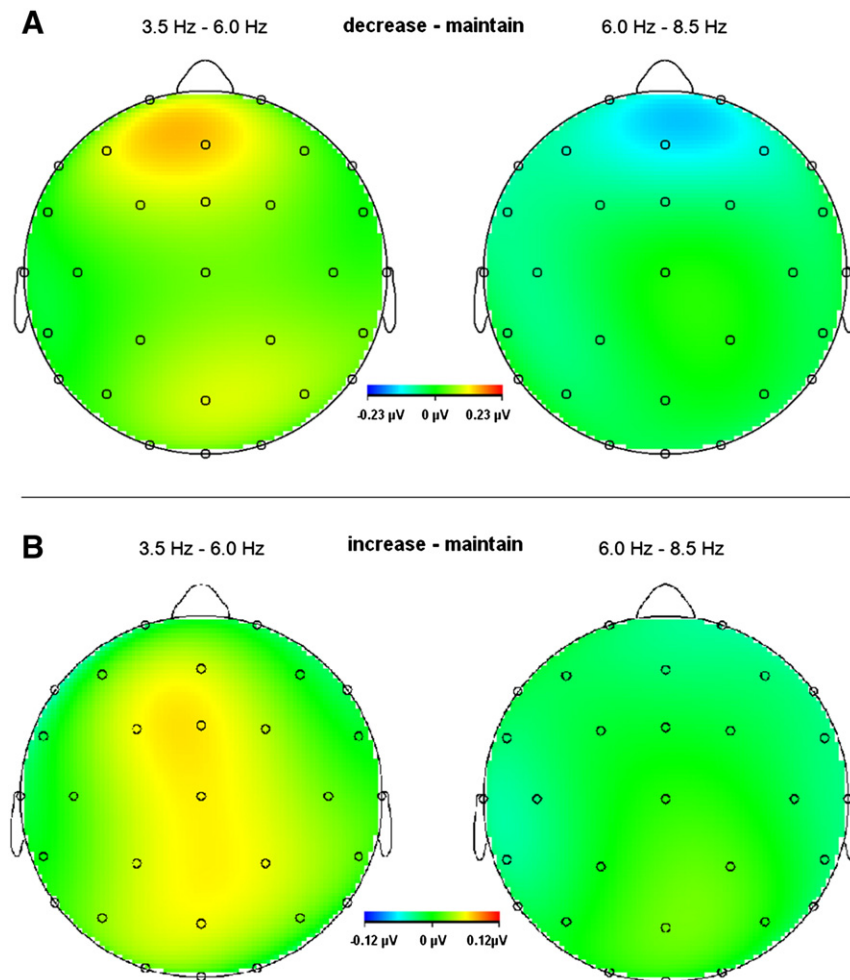 A
3.5 Hz - 6.0 Hz decrease - maintain 6.0 Hz - 8.5 Hz
-0.23 µV 0 µV 0.23 µV
B
3.5 Hz - 6.0 Hz increase - maintain 6.0 Hz - 8.5 Hz
-0.12 µV 0 µV 0.12µV